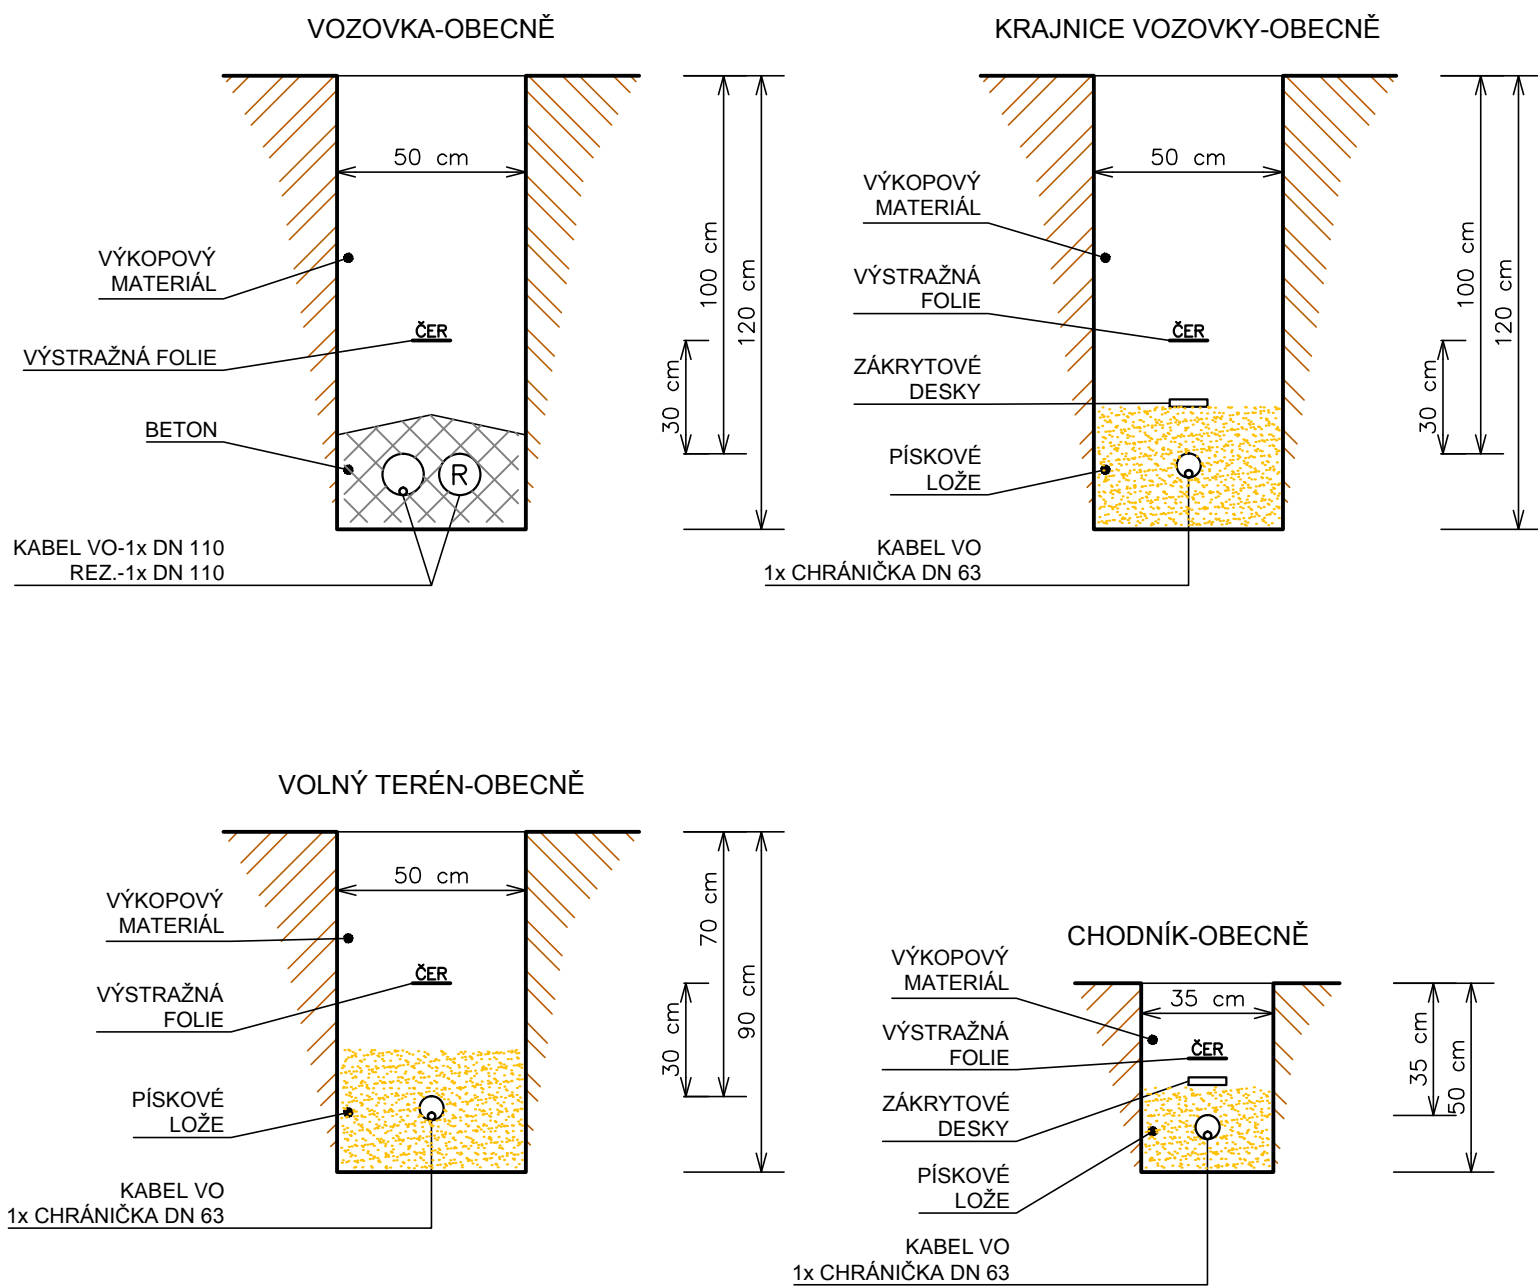 VOZOVKA-OBECNĚ
50 cm
VÝKOPOVÝ
MATERIÁL
ČER
VÝSTRAŽNÁ FOLIE
BETON
R
KABEL VO-1x DN 110
REZ.-1x DN 110
30 cm
100 cm
120 cm
KRAJNICE VOZOVKY-OBECNĚ
50 cm
VÝKOPOVÝ
MATERIÁL
VÝSTRAŽNÁ
FOLIE
ČER
ZÁKRYTOVÉ
DESKY
PÍSKOVÉ
LOŽE
KABEL VO
1x CHRÁNIČKA DN 63
30 cm
100 cm
120 cm
VOLNÝ TERÉN-OBECNĚ
50 cm
VÝKOPOVÝ
MATERIÁL
ČER
VÝSTRAŽNÁ
FOLIE
PÍSKOVÉ
LOŽE
KABEL VO
1x CHRÁNIČKA DN 63
30 cm
70 cm
90 cm
CHODNÍK-OBECNĚ
VÝKOPOVÝ
MATERIÁL
35 cm
VÝSTRAŽNÁ
FOLIE
ČER
ZÁKRYTOVÉ
DESKY
PÍSKOVÉ
LOŽE
KABEL VO
1x CHRÁNIČKA DN 63
35 cm
50 cm